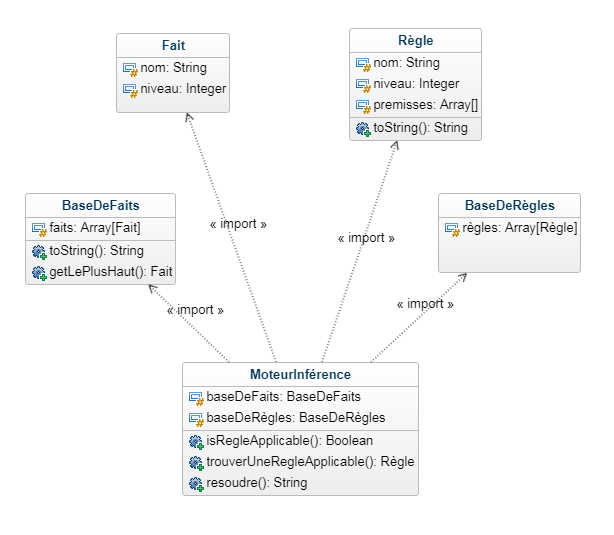 Fait
nom: String
niveau: Integer
Règle
nom: String
niveau: Integer
premisses: Array[]
toString(): String
BaseDeFaits
faits: Array[Fait]
toString(): String
getLePlusHaut(): Fait
BaseDeRègles
règles: Array[Règle]
« import »
« import »
« import »
« import »
MoteurInférence
baseDeFaits: BaseDeFaits
baseDeRègles: BaseDeRègles
isRegleApplicable(): Boolean
trouverUneRegleApplicable(): Règle
resoudre(): String